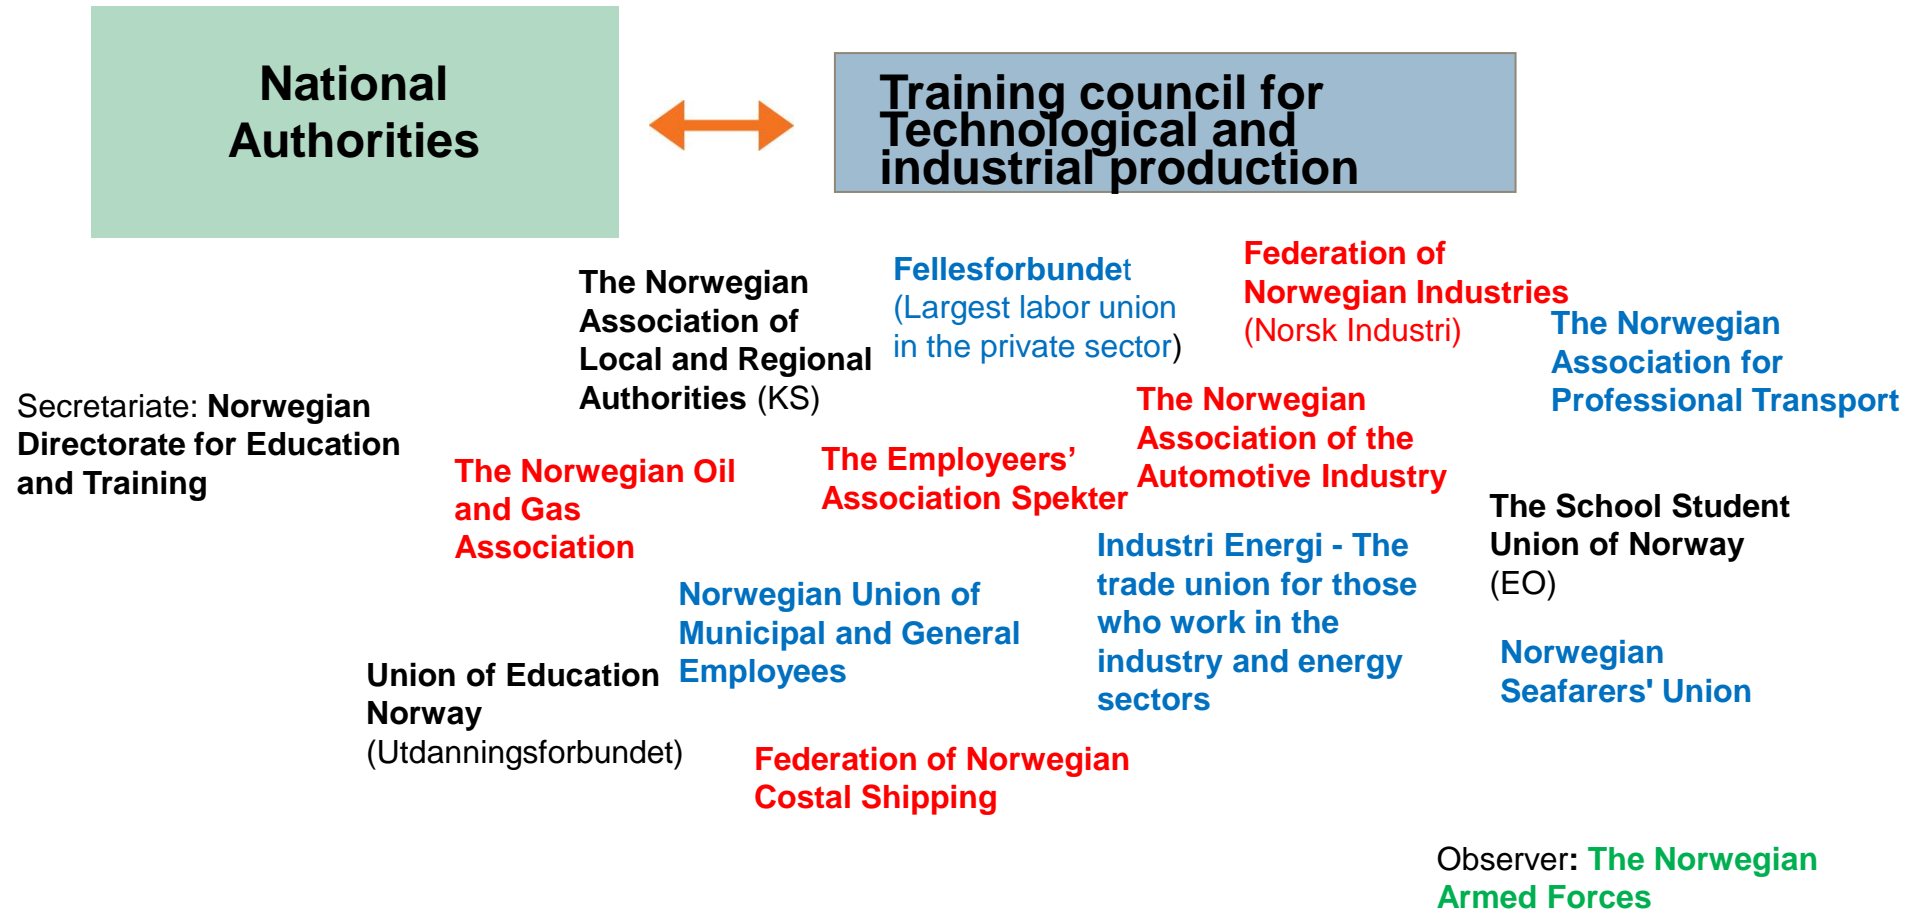 National
Authorities
Training council for
Technological and
industrial production
The Norwegian
Association of
Local and Regional
Authorities (KS)
Fellesforbundet
(Largest labor union
in the private sector)
Federation of
Norwegian Industries
(Norsk Industri)
The Norwegian
Association for
Professional Transport
Secretariate: Norwegian
Directorate for Education
and Training
The Norwegian Oil
and Gas
Association
The Employeers’
Association Spekter
The Norwegian
Association of the
Automotive Industry
The School Student
Union of Norway
(EO)
Industri Energi - The
trade union for those
who work in the
industry and energy
sectors
Norwegian Union of
Municipal and General
Employees
Norwegian
Seafarers' Union
Union of Education
Norway
(Utdanningsforbundet)
Federation of Norwegian
Costal Shipping
Observer: The Norwegian
Armed Forces